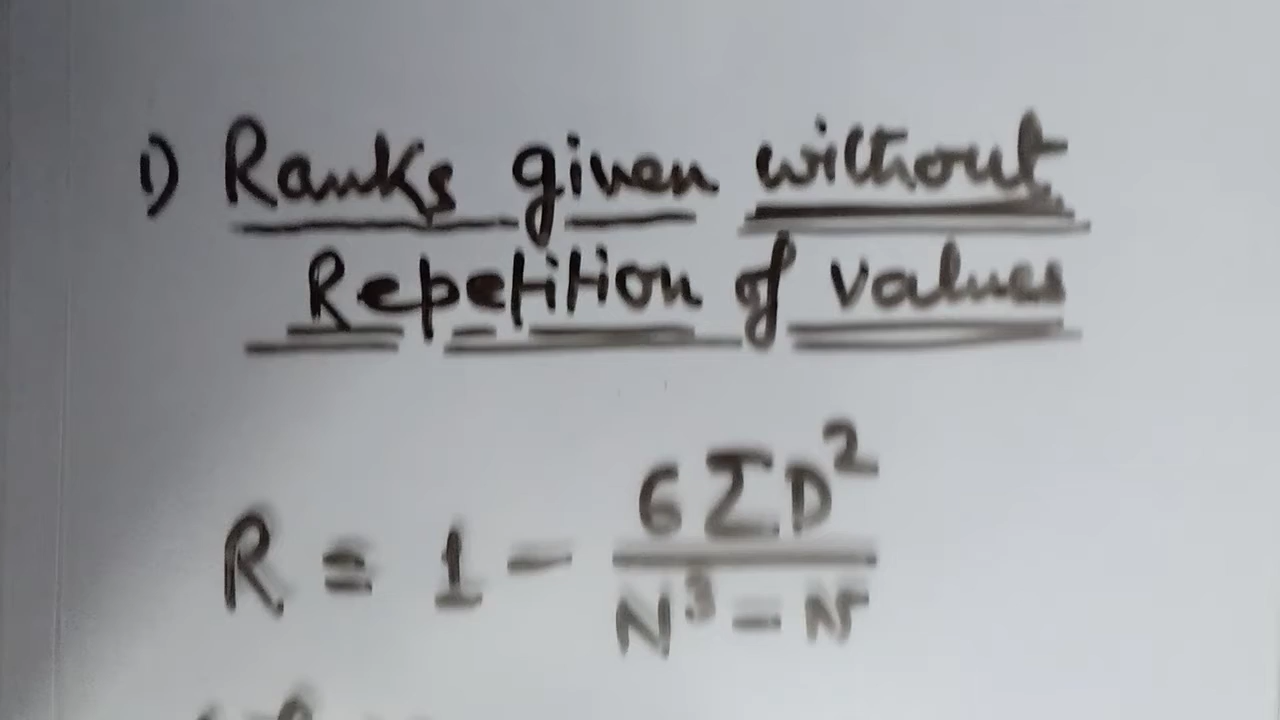 1) Ranks given without
Repetition of values
R = 1 - 6ΣD² / N³ - N